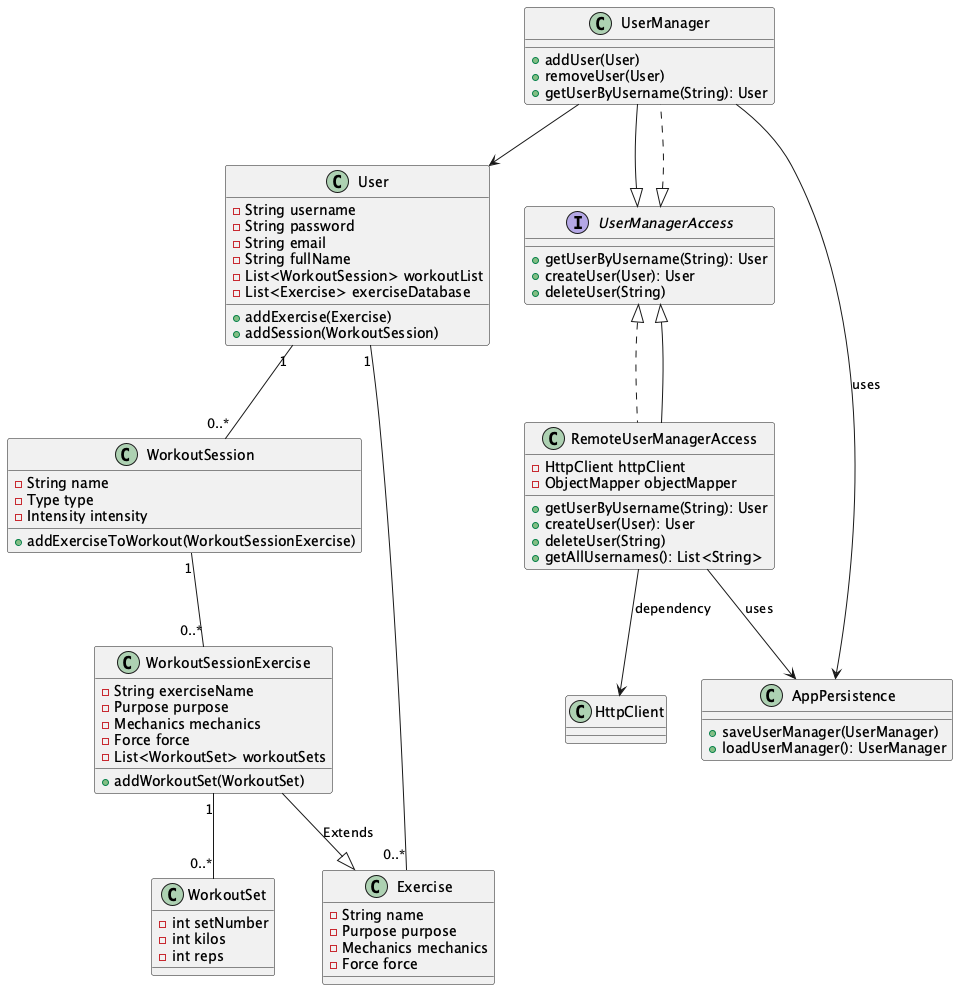 C UserManager
addUser(User)
removeUser(User)
getUserByUsername(String): User
C User
String username
String password
String email
String fullName
List<WorkoutSession> workoutList
List<Exercise> exerciseDatabase
addExercise(Exercise)
addSession(WorkoutSession)
I UserManagerAccess
getUserByUsername(String): User
createUser(User): User
deleteUser(String)
uses
1
1
0..*
C WorkoutSession
String name
Type type
Intensity intensity
addExerciseToWorkout(WorkoutSessionExercise)
C RemoteUserManagerAccess
HttpClient httpClient
ObjectMapper objectMapper
getUserByUsername(String): User
createUser(User): User
deleteUser(String)
getAllUsernames(): List<String>
1
0..*
dependency
uses
C WorkoutSessionExercise
String exerciseName
Purpose purpose
Mechanics mechanics
Force force
List<WorkoutSet> workoutSets
addWorkoutSet(WorkoutSet)
C HttpClient
C AppPersistence
saveUserManager(UserManager)
loadUserManager(): UserManager
1
Extends
0..*
0..*
C WorkoutSet
int setNumber
int kilos
int reps
C Exercise
String name
Purpose purpose
Mechanics mechanics
Force force